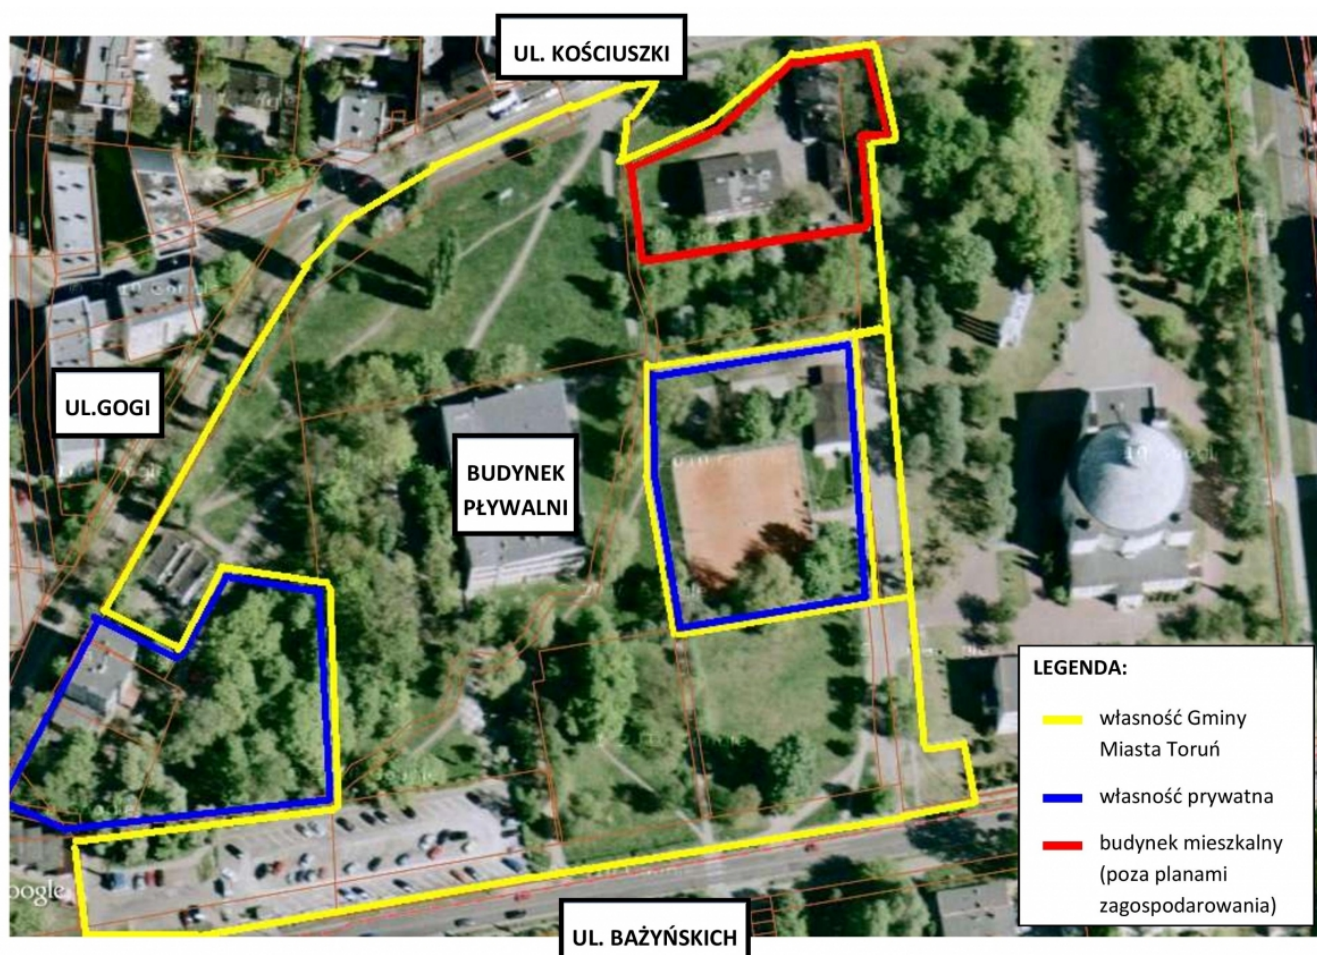 UL. KOŚCIUSZKI
UL.GOGI
BUDYNEK
PŁYWALNI
LEGENDA:
własność Gminy
Miasta Toruń
własność prywatna
budynek mieszkalny
(poza planami
zagospodarowania)
oogle
UL. BAŻYŃSKICH